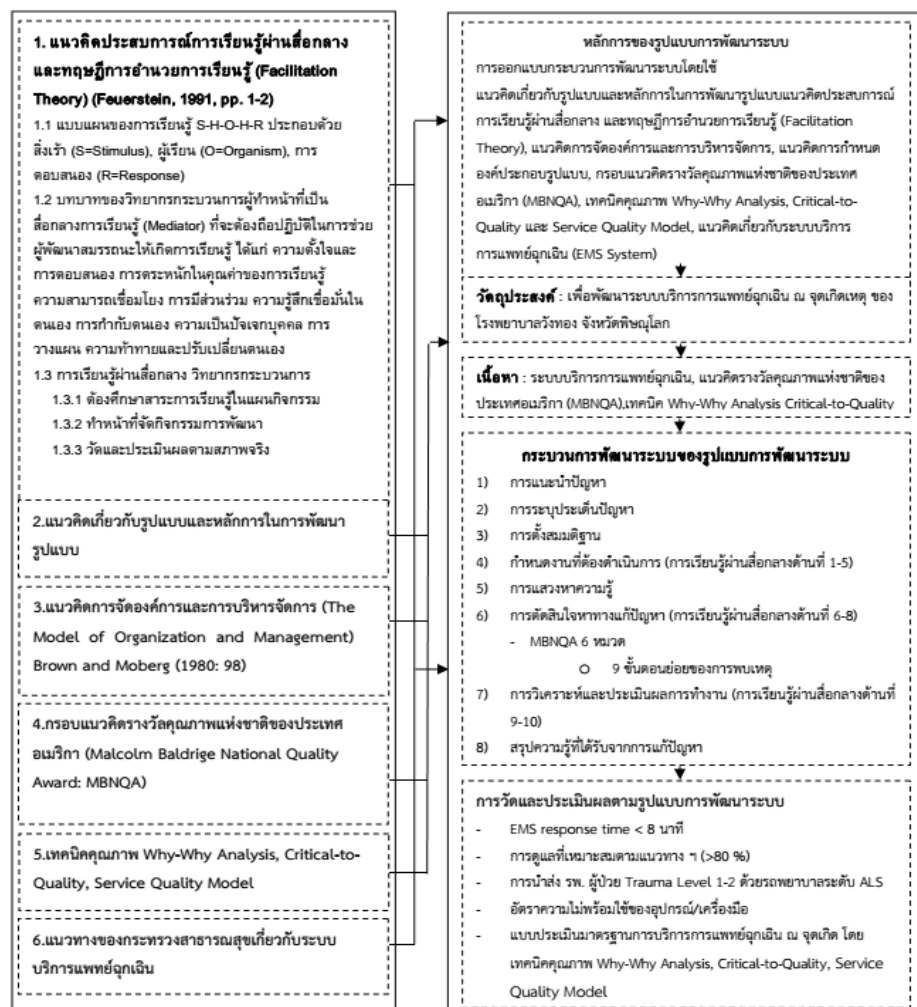 1. แนวคิดประสบการณ์การเรียนรู้ผ่านสื่อกลาง
และทฤษฎีการอำนวยการเรียนรู้ (Facilitation
Theory) (Feuerstein, 1991, pp. 1-2)
1.1 แบบแผนของการเรียนรู้ S-H-O-H-R ประกอบด้วย
สิ่งเร้า (S=Stimulus), ผู้เรียน (O=Organism), การ
ตอบสนอง (R=Response)
1.2 บทบาทของวิทยากรกระบวนการผู้ทำหน้าที่เป็น
สื่อกลางการเรียนรู้ (Mediator) ที่จะต้องถือปฏิบัติในการช่วย
ผู้พัฒนาสมรรถนะให้เกิดการเรียนรู้ ได้แก่ ความตั้งใจและ
การตอบสนอง การตระหนักในคุณค่าของการเรียนรู้
ความสามารถเชื่อมโยง การมีส่วนร่วม ความรู้สึกเชื่อมั่นใน
ตนเอง การกำกับตนเอง ความเป็นปัจเจกบุคคล การ
วางแผน ความท้าทายและปรับเปลี่ยนตนเอง
1.3 การเรียนรู้ผ่านสื่อกลาง วิทยากรกระบวนการ
1.3.1 ต้องศึกษาสาระการเรียนรู้ในแผนกิจกรรม
1.3.2 ทำหน้าที่จัดกิจกรรมการพัฒนา
1.3.3 วัดและประเมินผลตามสภาพจริง
2.แนวคิดเกี่ยวกับรูปแบบและหลักการในการพัฒนา
รูปแบบ
3.แนวคิดการจัดองค์การและการบริหารจัดการ (The
Model of Organization and Management)
Brown and Moberg (1980: 98)
4.กรอบแนวคิดรางวัลคุณภาพแห่งชาติของประเทศ
อเมริกา (Malcolm Baldrige National Quality
Award: MBNQA)
5.เทคนิคคุณภาพ Why-Why Analysis, Critical-to-
Quality, Service Quality Model
6.แนวทางของกระทรวงสาธารณสุขเกี่ยวกับระบบ
บริการแพทย์ฉุกเฉิน
หลักการของรูปแบบการพัฒนาระบบ
การออกแบบกระบวนการพัฒนาระบบโดยใช้
แนวคิดเกี่ยวกับรูปแบบและหลักการในการพัฒนารูปแบบแนวคิดประสบการณ์
การเรียนรู้ผ่านสื่อกลาง และทฤษฎีการอำนวยการเรียนรู้ (Facilitation
Theory), แนวคิดการจัดองค์การและการบริหารจัดการ, แนวคิดการกำหนด
องค์ประกอบรูปแบบ, กรอบแนวคิดรางวัลคุณภาพแห่งชาติของประเทศ
อเมริกา (MBNQA), เทคนิคคุณภาพ Why-Why Analysis, Critical-to-
Quality และ Service Quality Model, แนวคิดเกี่ยวกับระบบบริการ
การแพทย์ฉุกเฉิน (EMS System)
วัตถุประสงค์ : เพื่อพัฒนาระบบบริการการแพทย์ฉุกเฉิน ณ จุดเกิดเหตุ ของ
โรงพยาบาลวังทอง จังหวัดพิษณุโลก
เนื้อหา : ระบบบริการการแพทย์ฉุกเฉิน, แนวคิดรางวัลคุณภาพแห่งชาติของ
ประเทศอเมริกา (MBNQA),เทคนิค Why-Why Analysis Critical-to-Quality
กระบวนการพัฒนาระบบของรูปแบบการพัฒนาระบบ
1) การแนะนำปัญหา
2) การระบุประเด็นปัญหา
3) การตั้งสมมติฐาน
4) กำหนดงานที่ต้องดำเนินการ (การเรียนรู้ผ่านสื่อกลางด้านที่ 1-5)
5) การแสวงหาความรู้
6) การตัดสินใจหาทางแก้ปัญหา (การเรียนรู้ผ่านสื่อกลางด้านที่ 6-8)
- MBNQA 6 หมวด
O 9 ขั้นตอนย่อยของการพบเหตุ
7) การวิเคราะห์และประเมินผลการทำงาน (การเรียนรู้ผ่านสื่อกลางด้านที่
9-10)
8) สรุปความรู้ที่ได้รับจากการแก้ปัญหา
การวัดและประเมินผลตามรูปแบบการพัฒนาระบบ
- EMS response time < 8 นาที
- การดูแลที่เหมาะสมตามแนวทาง ฯ (>80 %)
- การนำส่ง รพ. ผู้ป่วย Trauma Level 1-2 ด้วยรถพยาบาลระดับ ALS
- อัตราความไม่พร้อมใช้ของอุปกรณ์/เครื่องมือ
- แบบประเมินมาตรฐานการบริการการแพทย์ฉุกเฉิน ณ จุดเกิด โดย
เทคนิคคุณภาพ Why-Why Analysis, Critical-to-Quality, Service
Quality Model